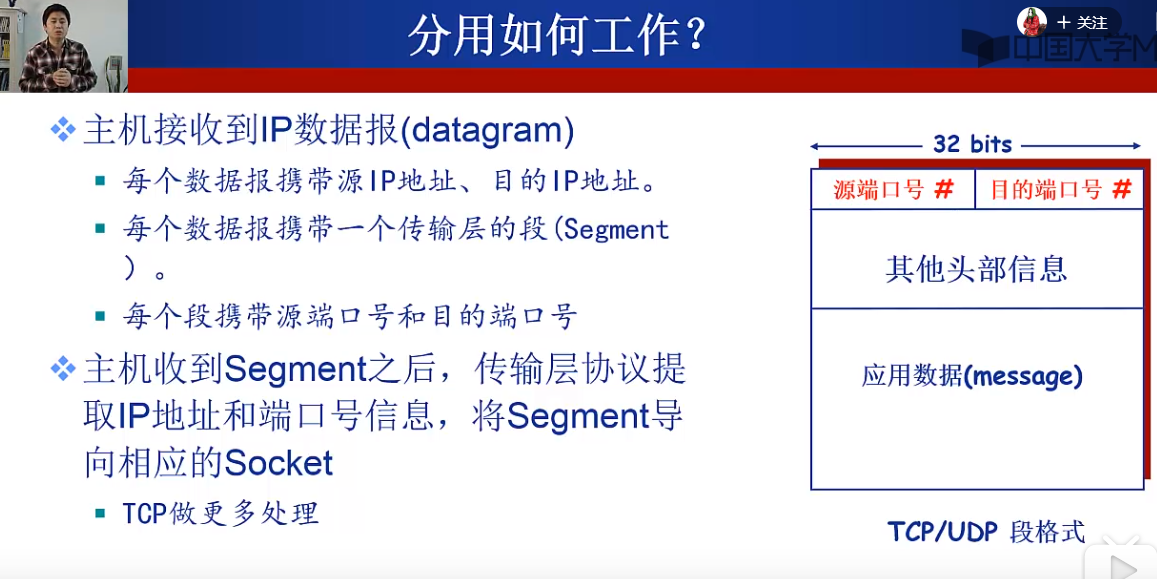 分用如何工作?
+ 关注
中国大学M
主机接收到IP数据报(datagram)
每个数据报携带源IP地址、目的IP地址。
每个数据报携带一个传输层的段(Segment
)。
每个段携带源端口号和目的端口号
主机收到Segment之后，传输层协议提
取IP地址和端口号信息，将Segment导
向相应的Socket
TCP做更多处理
32 bits
源端口号 #
目的端口号 #
其他头部信息
应用数据(message)
TCP/UDP 段格式